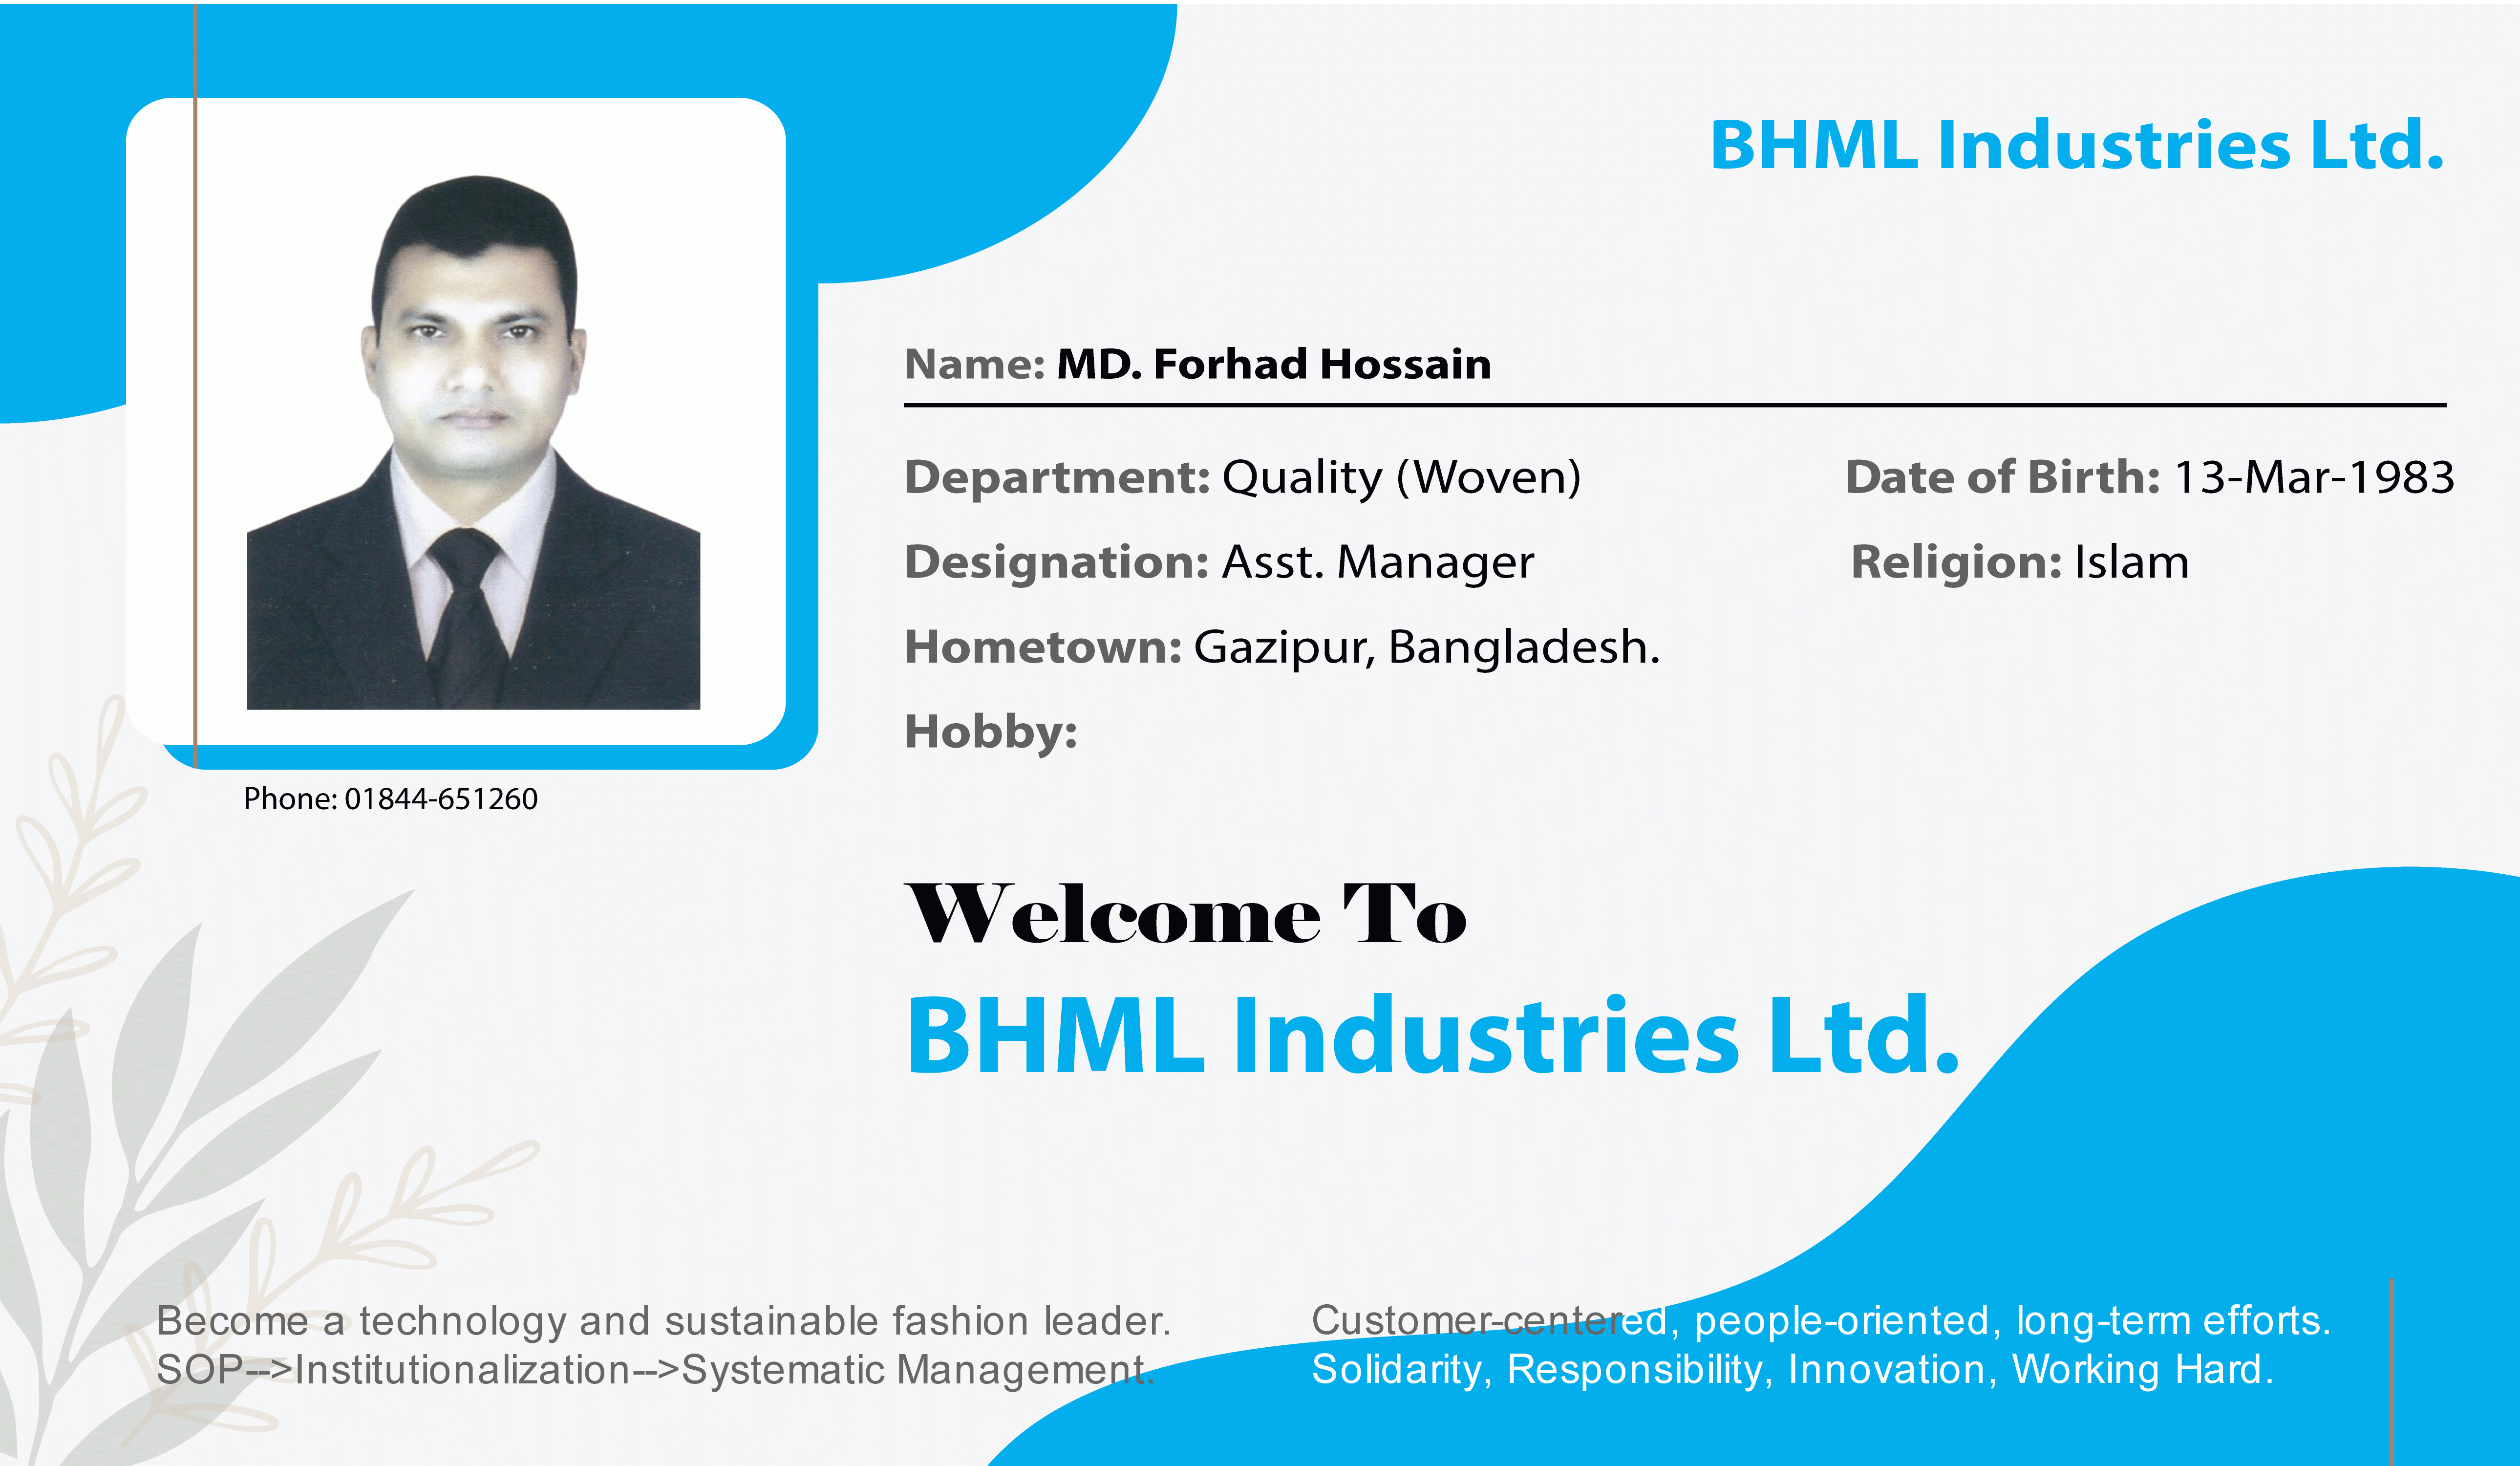 BHML Industries Ltd.
Name: MD. Forhad Hossain
Department: Quality (Woven)
Date of Birth: 13-Mar-1983
Designation: Asst. Manager
Religion: Islam
Hometown: Gazipur, Bangladesh.
Hobby:
Phone: 01844-651260
Welcome To
BHML Industries Ltd.
Become a technology and sustainable fashion leader.
SOP-->Institutionalization-->Systematic Management.
Customer-centered, people-oriented, long-term efforts.
Solidarity, Responsibility, Innovation, Working Hard.